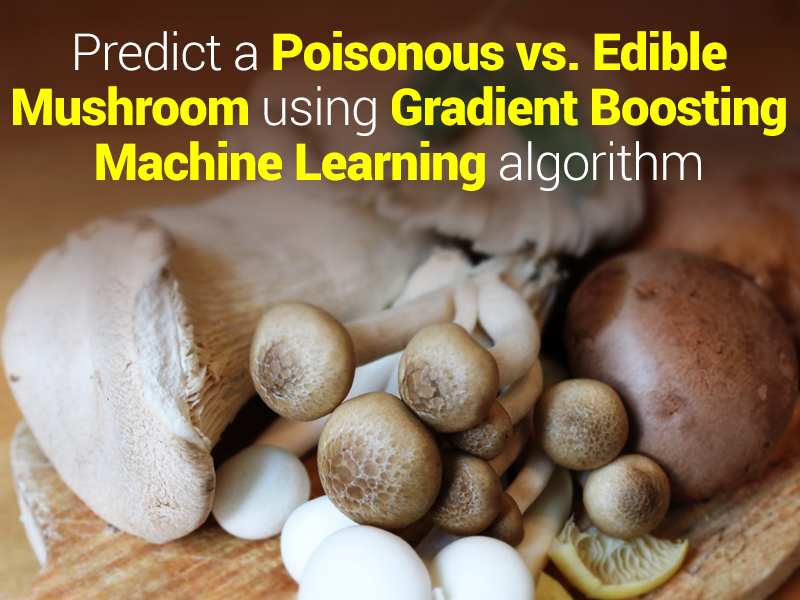 Predict a Poisonous vs. Edible
Mushroom using Gradient Boosting
Machine Learning algorithm